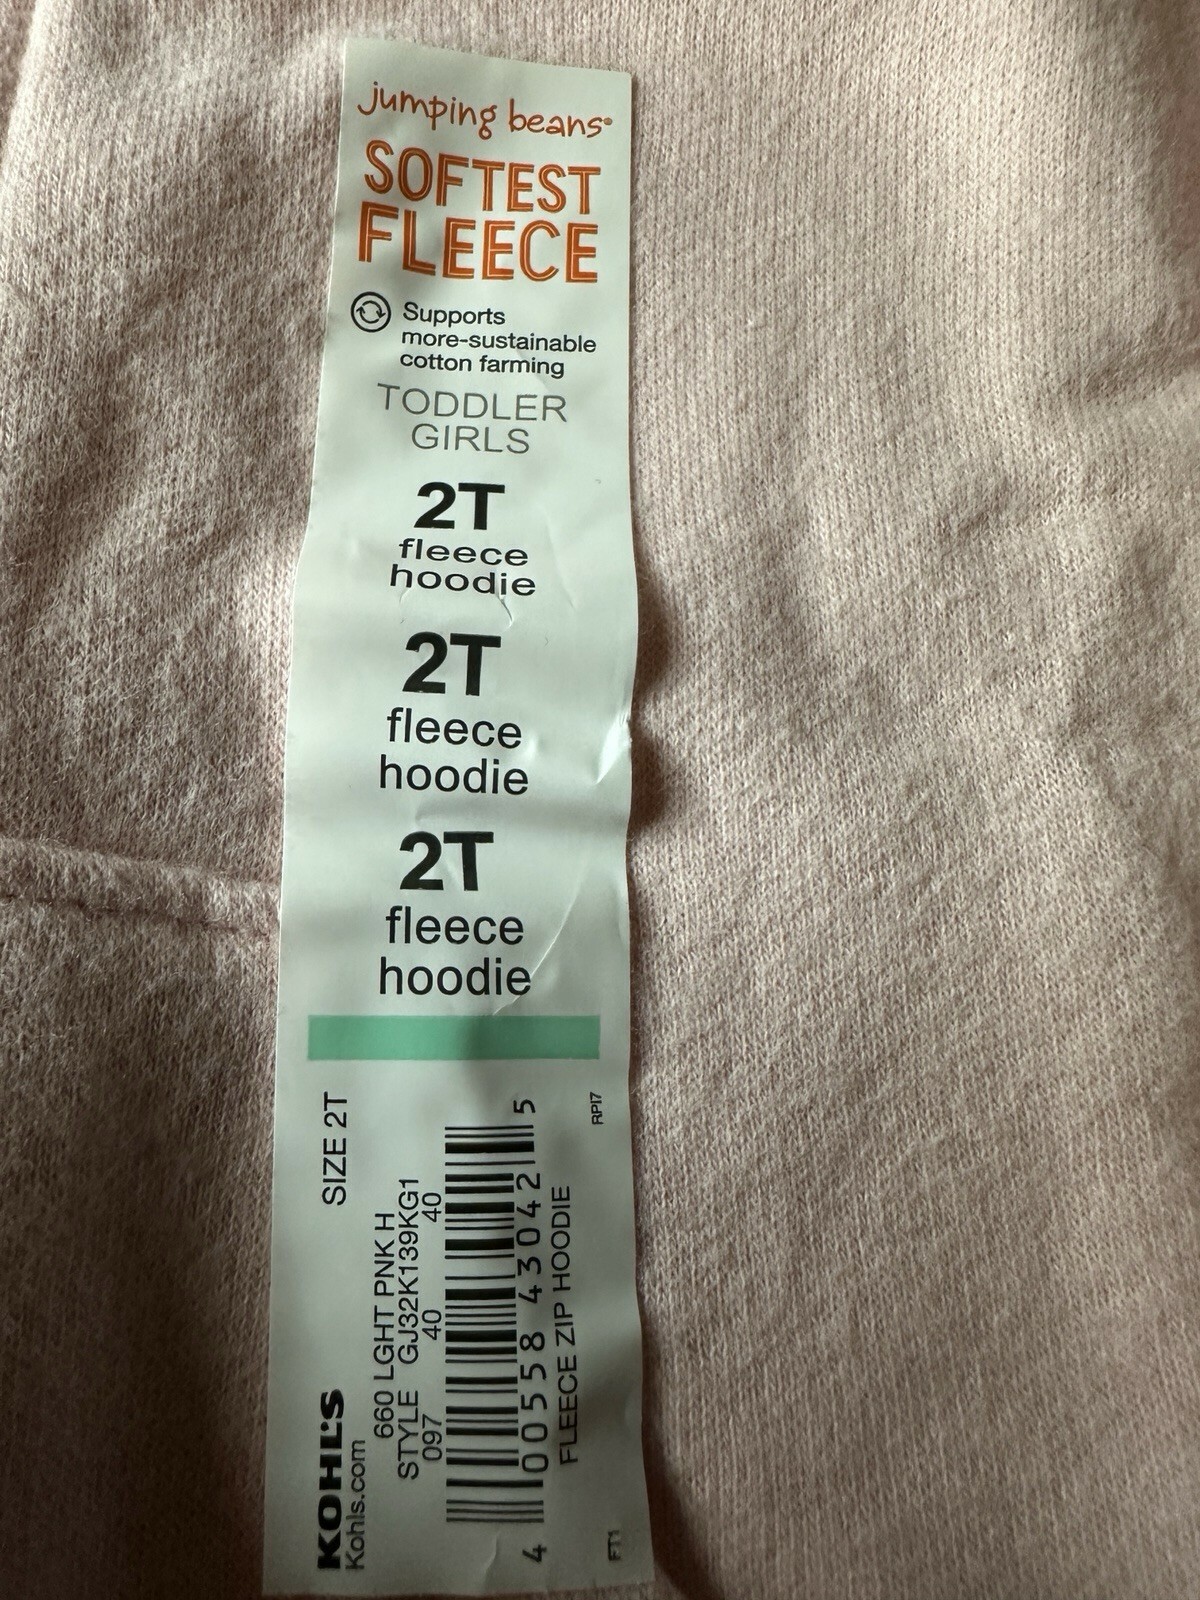 jumping beans®
SOFTEST
FLEECE
Supports
more-sustainable
cotton farming
TODDLER
GIRLS
2T
fleece
hoodie
2T
fleece
hoodie
2T
fleece
hoodie
KOHL'S
Kohls.com
SIZE 2T
660 LGHT PNK H
STYLE GJ32K139KG1
097 40 40
4 00558 43042 5
FLEECE ZIP HOODIE
FT1 RPI7